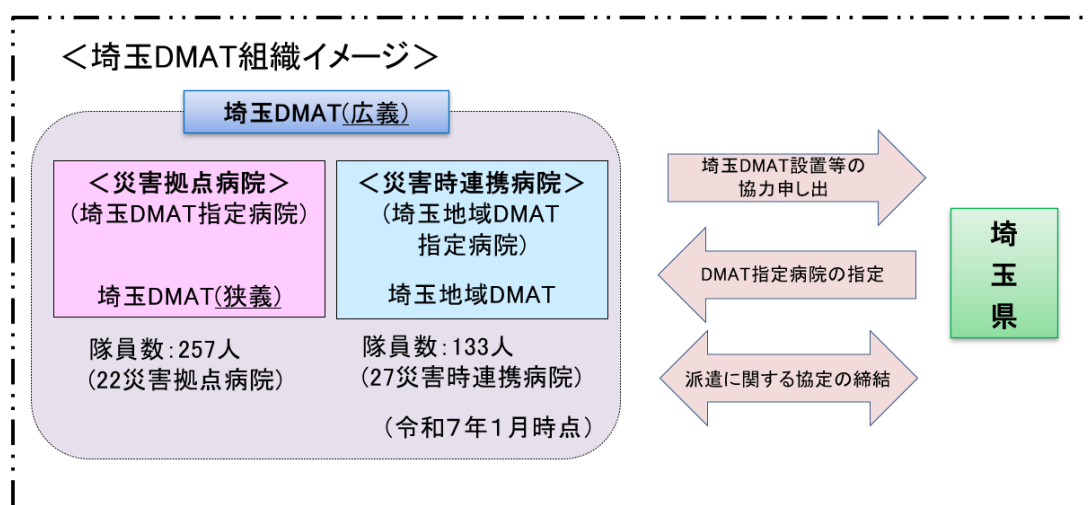 ＜埼玉DMAT組織イメージ＞
埼玉DMAT(広義)
＜災害拠点病院＞
(埼玉DMAT指定病院)
埼玉DMAT(狭義)
＜災害時連携病院＞
(埼玉地域DMAT
指定病院)
埼玉地域DMAT
隊員数：257人
(22災害拠点病院)
隊員数：133人
(27災害時連携病院)
（令和７年１月時点）
埼玉DMAT設置等の
協力申し出
DMAT指定病院の指定
派遣に関する協定の締結
埼
玉
県